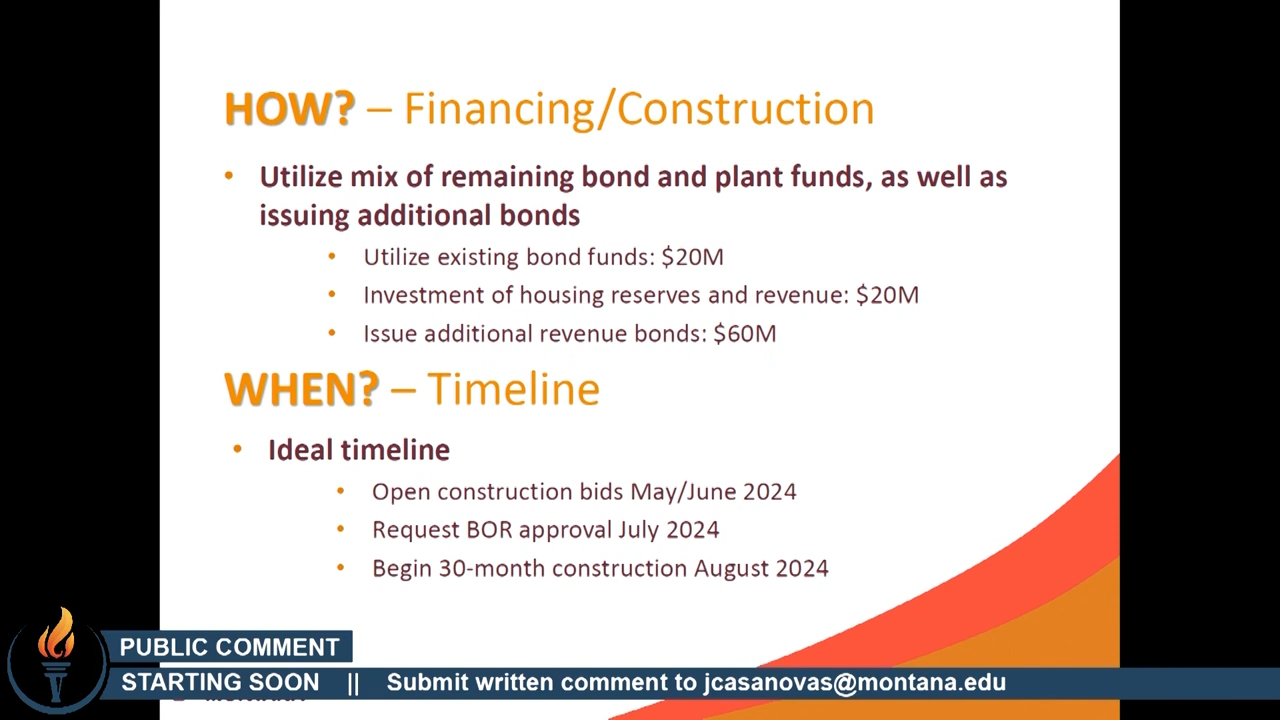 HOW? – Financing/Construction
• Utilize mix of remaining bond and plant funds, as well as
issuing additional bonds
• Utilize existing bond funds: $20M
• Investment of housing reserves and revenue: $20M
• Issue additional revenue bonds: $60M
WHEN? – Timeline
• Ideal timeline
• Open construction bids May/June 2024
• Request BOR approval July 2024
• Begin 30-month construction August 2024
PUBLIC COMMENT
STARTING SOON || Submit written comment to jcasanovas@montana.edu